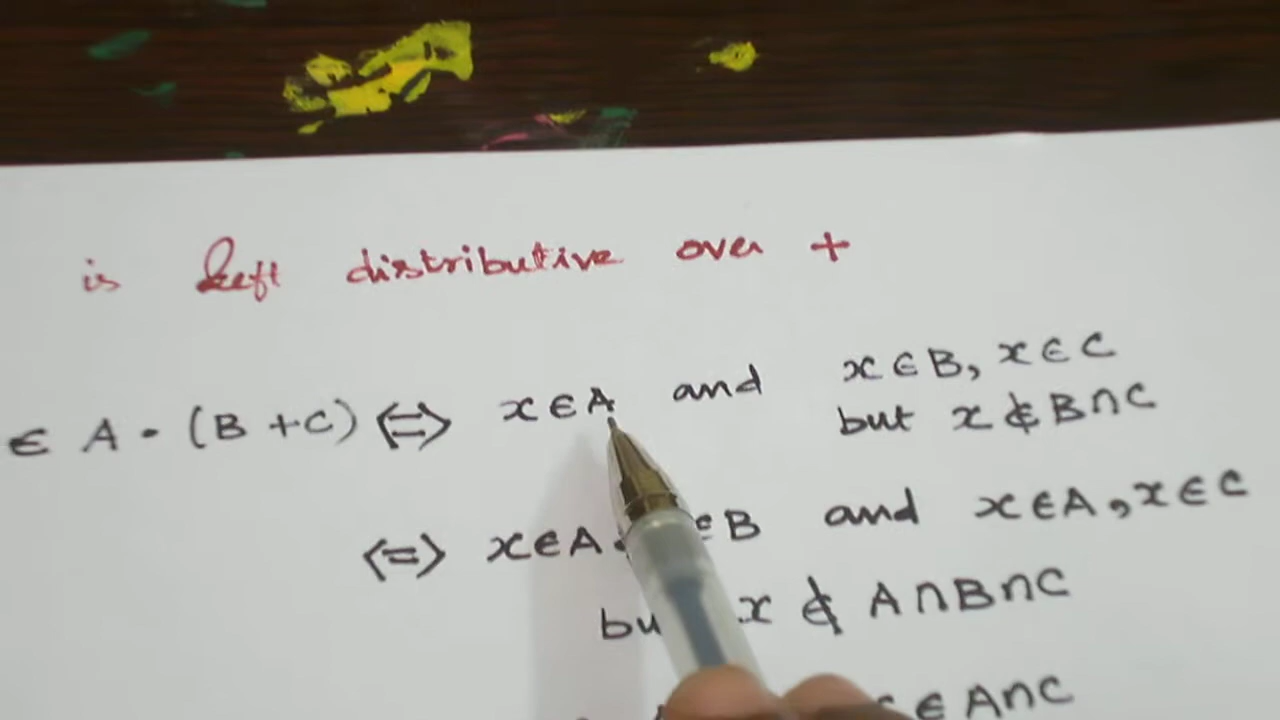 is left distributive over +
∈ A · (B + C) ⇔ x ∈ A and x ∈ B, x ∈ C
but x ∉ B ∩ C
⇔ x ∈ A, ∈ B and x ∈ A, x ∈ C
x ∉ A ∩ B ∩ C
∈ A ∩ C